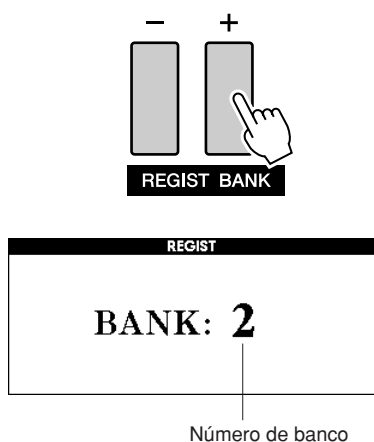 − +
REGIST BANK
REGIST
BANK: 2
Número de banco